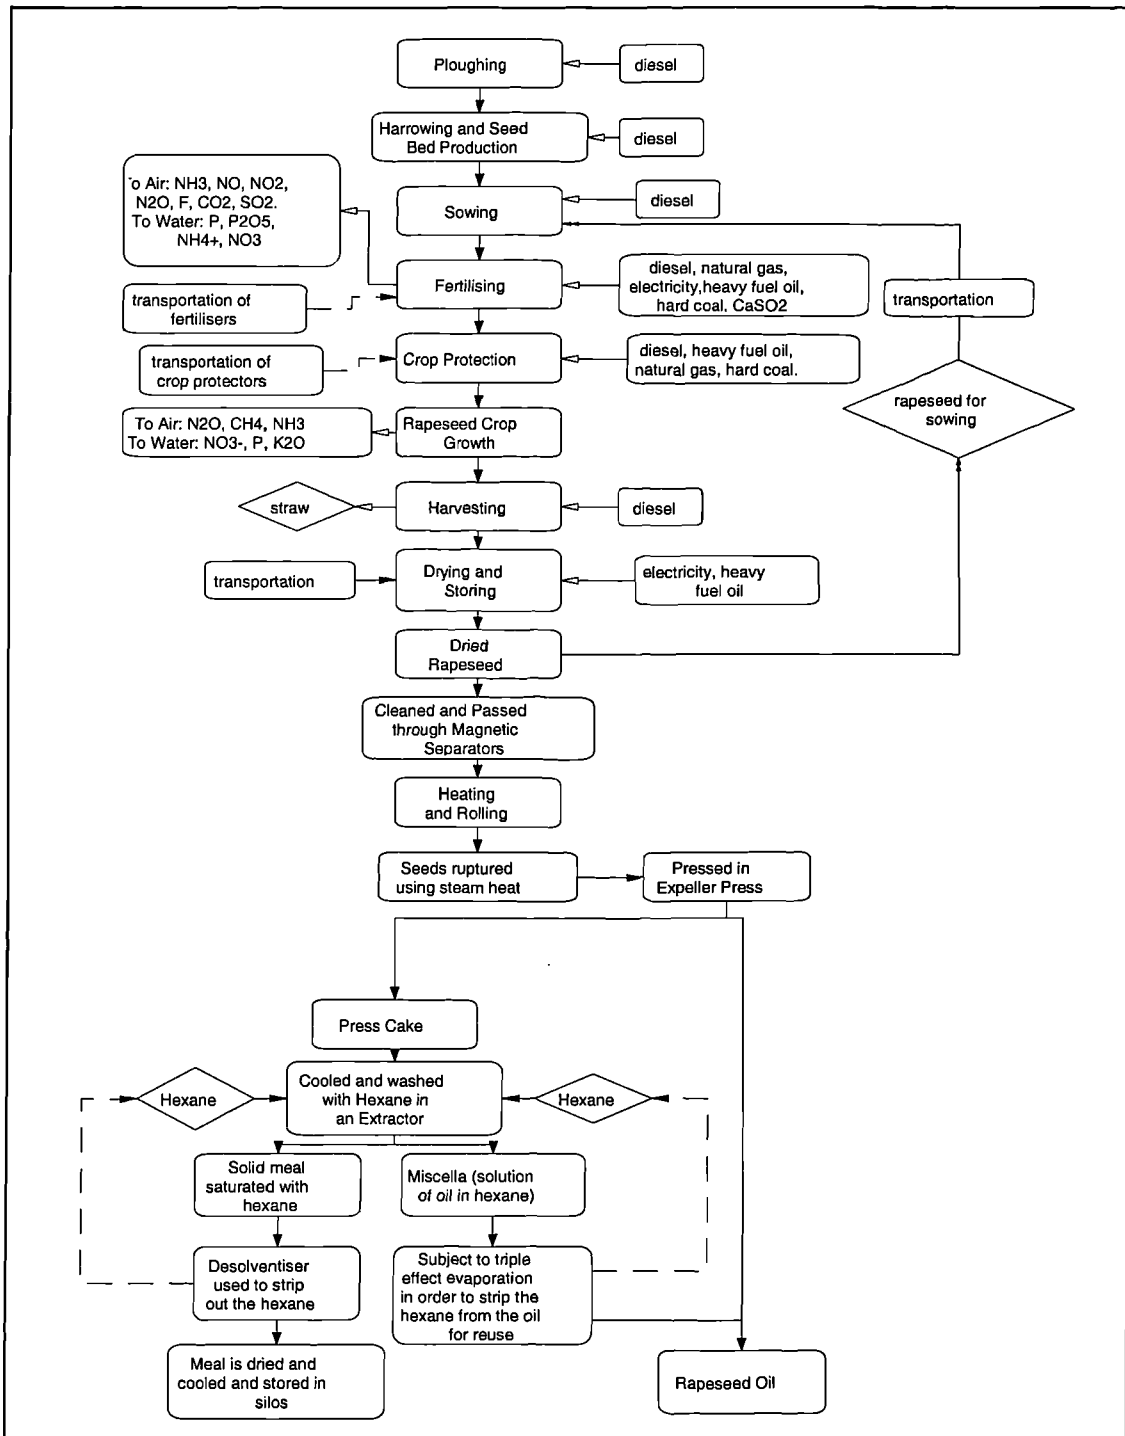 Ploughing
diesel
Harrowing and Seed
Bed Production
diesel
o Air: NH3, NO, NO2,
N2O, F, CO2, SO2.
To Water: P, P2O5,
NH4+, NO3
Sowing
diesel
Fertilising
diesel, natural gas,
electricity,heavy fuel oil,
hard coal, CaSO2
transportation
transportation of
fertilisers
transportation of
crop protectors
Crop Protection
diesel, heavy fuel oil,
natural gas, hard coal.
rapeseed for
sowing
To Air: N2O, CH4, NH3
To Water: NO3-, P, K2O
Rapeseed Crop
Growth
straw
Harvesting
diesel
transportation
Drying and
Storing
electricity, heavy
fuel oil
Dried
Rapeseed
Cleaned and Passed
through Magnetic
Separators
Heating
and Rolling
Seeds ruptured
using steam heat
Pressed in
Expeller Press
Press Cake
Hexane
Cooled and washed
with Hexane in
an Extractor
Hexane
Solid meal
saturated with
hexane
Miscella (solution
of oil in hexane)
Desolventiser
used to strip
out the hexane
Subject to triple
effect evaporation
in order to strip the
hexane from the oil
for reuse
Meal is dried and
cooled and stored in
silos
Rapeseed Oil